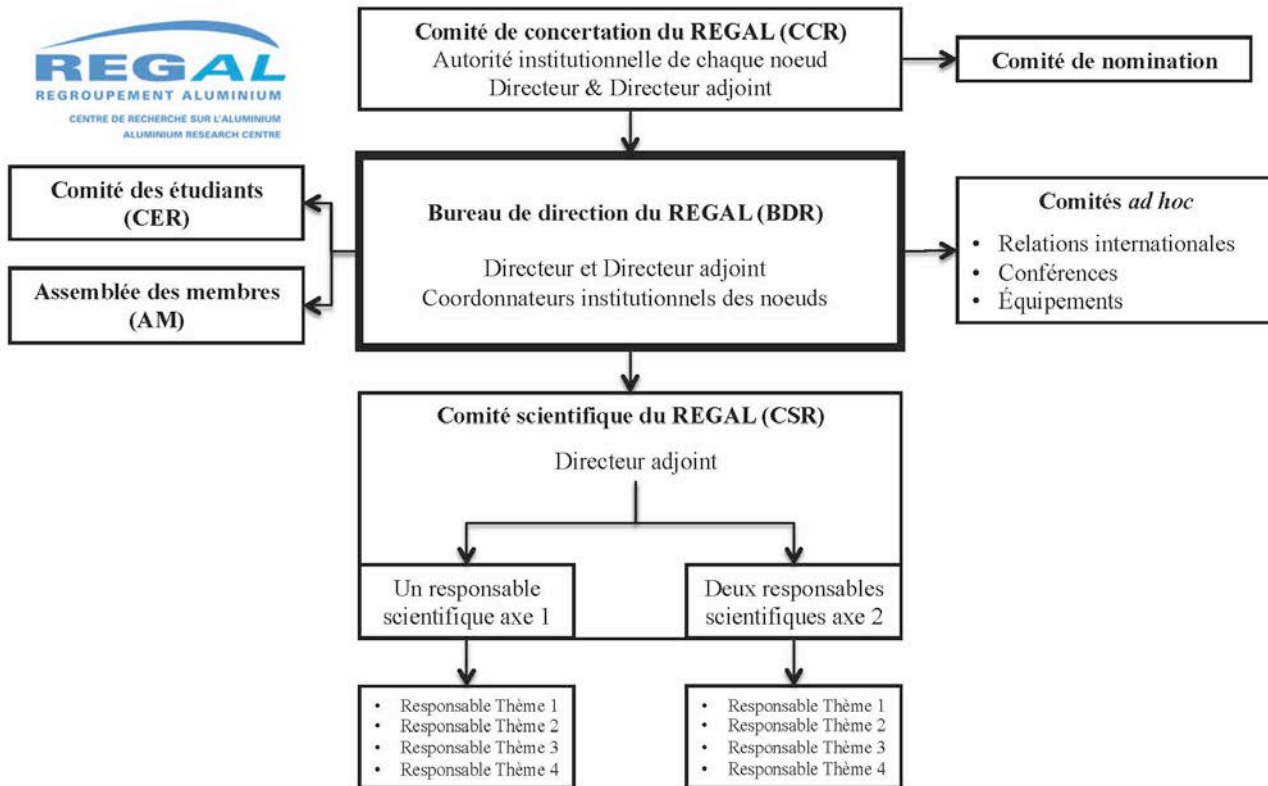 REGAL
REGROUPEMENT ALUMINIUM
CENTRE DE RECHERCHE SUR L'ALUMINIUM
ALUMINIUM RESEARCH CENTRE
Comité de concertation du REGAL (CCR)
Autorité institutionnelle de chaque noeud
Directeur & Directeur adjoint
Comité de nomination
Comité des étudiants
(CER)
Assemblée des membres
(AM)
Bureau de direction du REGAL (BDR)
Directeur et Directeur adjoint
Coordonnateurs institutionnels des noeuds
Comités ad hoc
• Relations internationales
• Conférences
• Équipements
Comité scientifique du REGAL (CSR)
Directeur adjoint
Un responsable
scientifique axe 1
Deux responsables
scientifiques axe 2
• Responsable Thème 1
• Responsable Thème 2
• Responsable Thème 3
• Responsable Thème 4
• Responsable Thème 1
• Responsable Thème 2
• Responsable Thème 3
• Responsable Thème 4